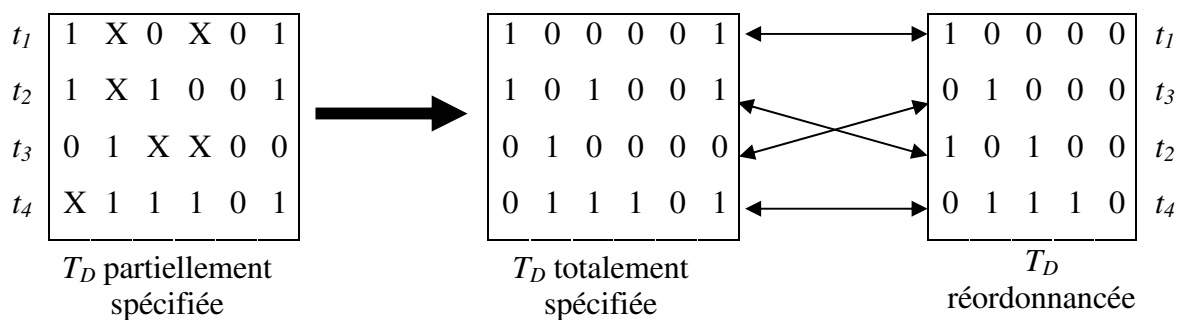 t1 1 X 0 X 0 1 1 0 0 0 0 1 1 0 0 0 0 t1
t2 1 X 1 0 0 1 1 0 1 0 0 1 0 1 0 0 0 t3
t3 0 1 X X 0 0 0 1 0 0 0 0 1 0 1 0 0 t2
t4 X 1 1 1 0 1 0 1 1 1 0 1 0 1 1 1 0 t4
TD partiellement TD totalement TD
spécifiée spécifiée réordonnancée